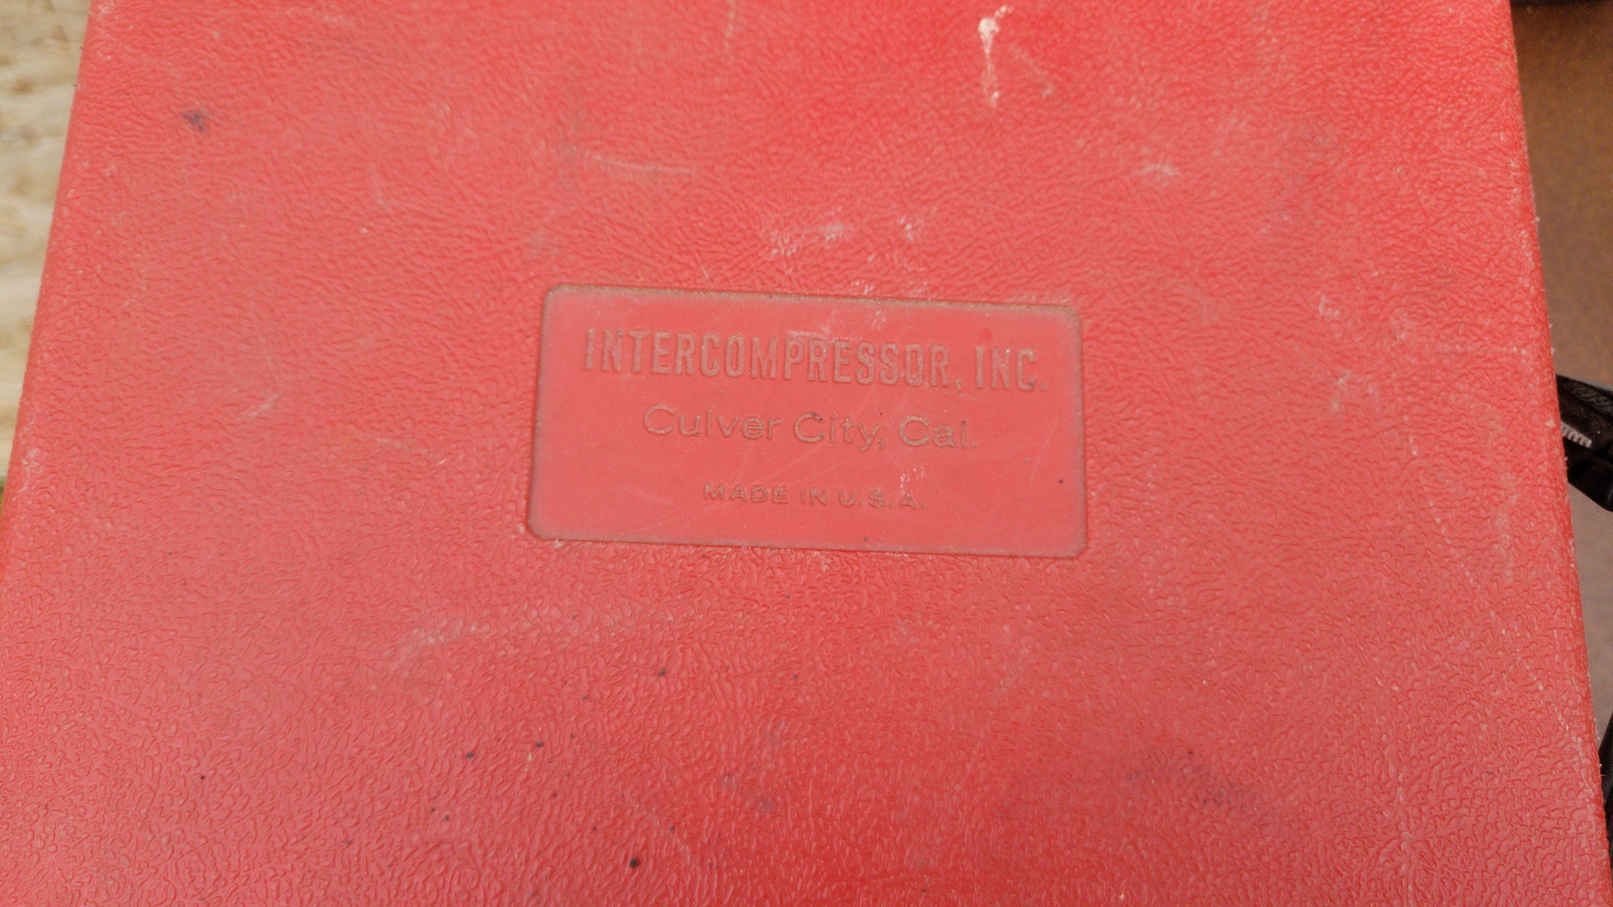 INTERCOMPRESSOR, INC.
Culver City, Cal.
MADE IN U.S.A.